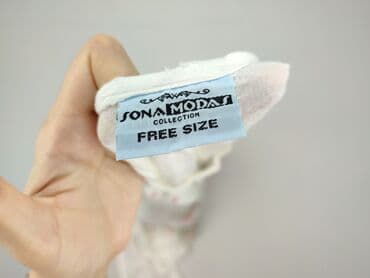 SONA MODAS
COLLECTION
FREE SIZE